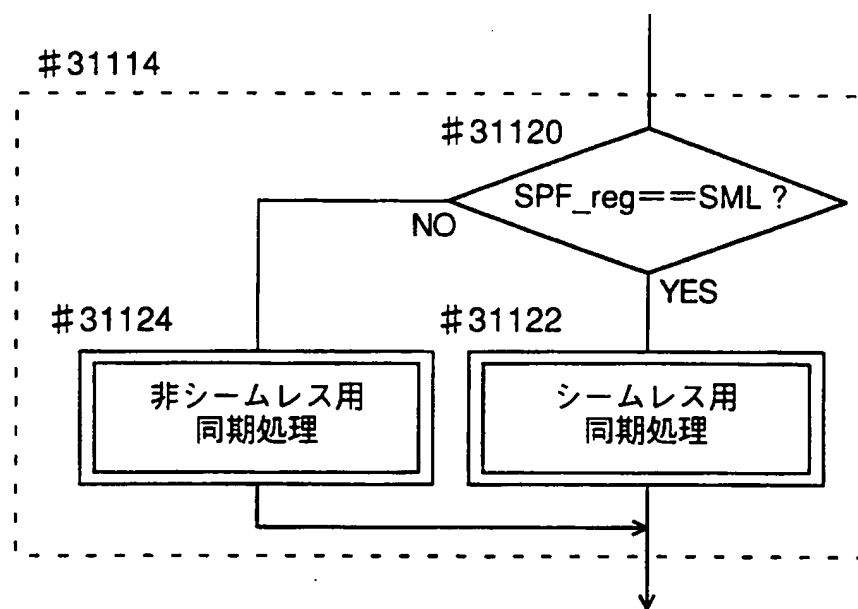 #31114
#31120
SPF_reg==SML ?
NO
YES
#31124
#31122
非シームレス用
同期処理
シームレス用
同期処理